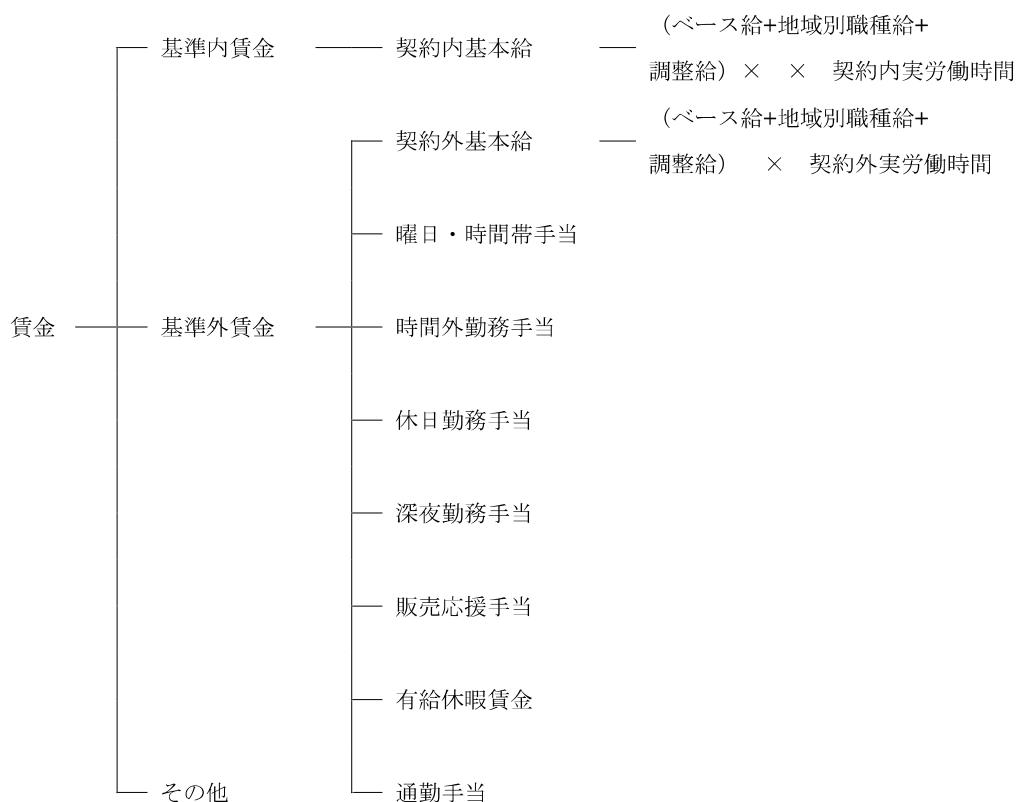 基準内賃金 契約内基本給 （ベース給+地域別職種給+
調整給）× × 契約内実労働時間
契約外基本給 （ベース給+地域別職種給+
調整給） × 契約外実労働時間
曜日・時間帯手当
賃金 基準外賃金 時間外勤務手当
休日勤務手当
深夜勤務手当
販売応援手当
有給休暇賃金
その他 通勤手当